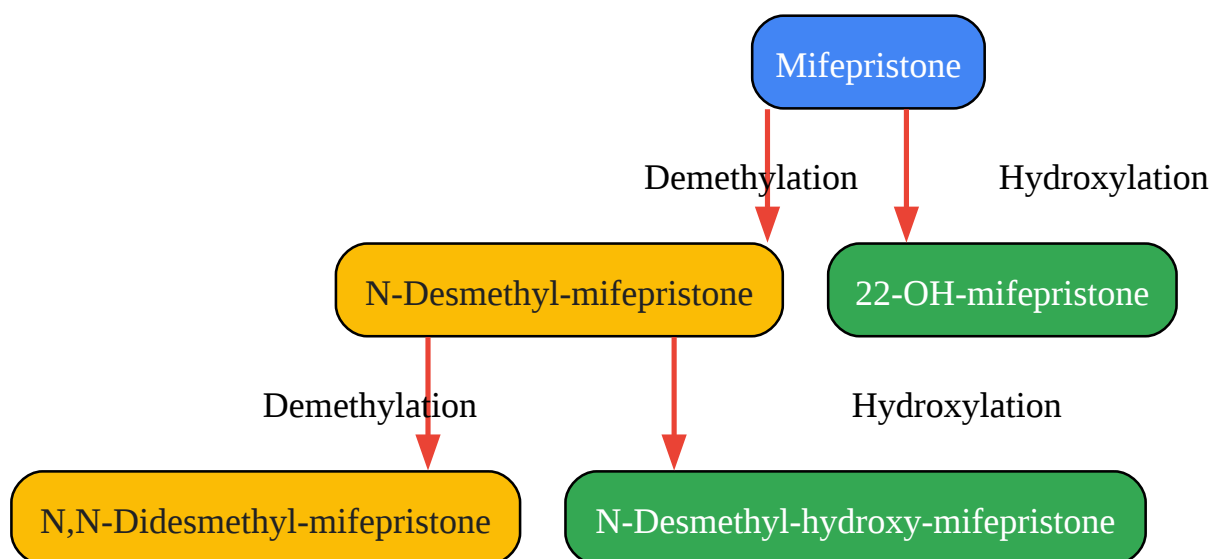 Mifepristone
Demethylation
Hydroxylation
N-Desmethyl-mifepristone
22-OH-mifepristone
Demethylation
Hydroxylation
N,N-Didesmethyl-mifepristone
N-Desmethyl-hydroxy-mifepristone